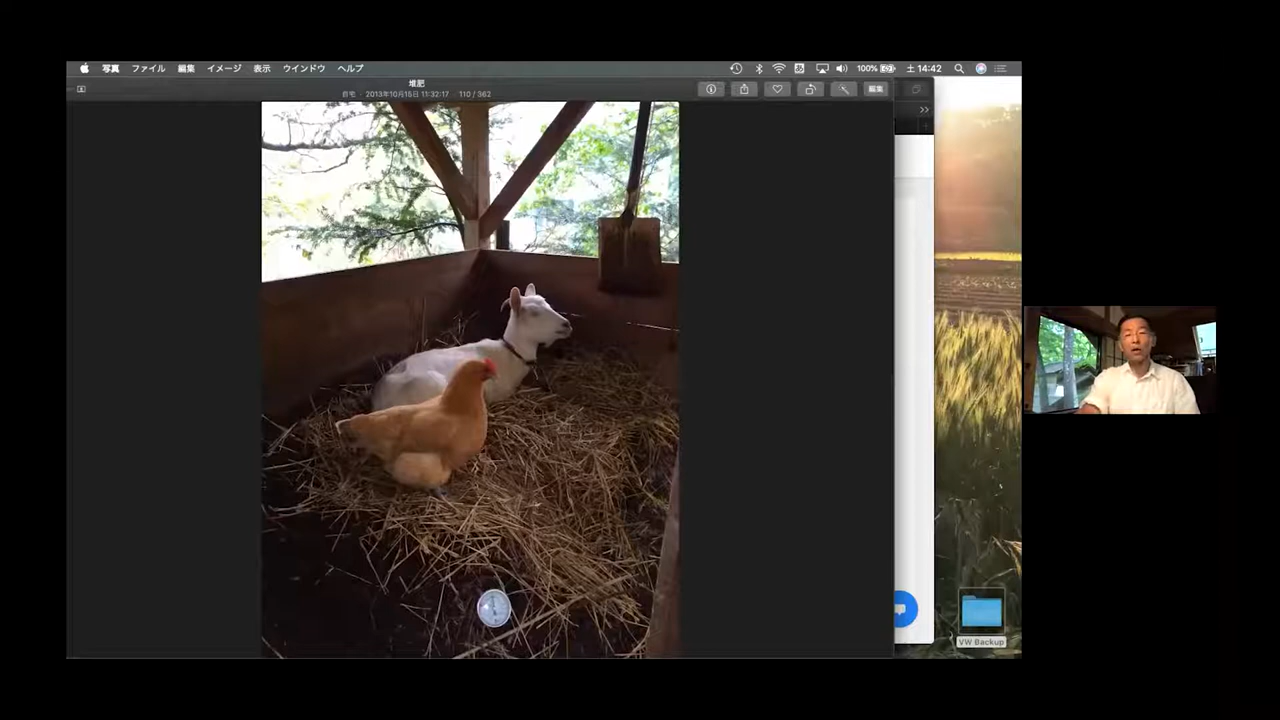 写真 ファイル 編集 イメージ 表示 ウインドウ ヘルプ 100% 土 14:42
堆肥
自宅 · 2013年10月15日 11:32:17 110 / 362
編集
VW Backup